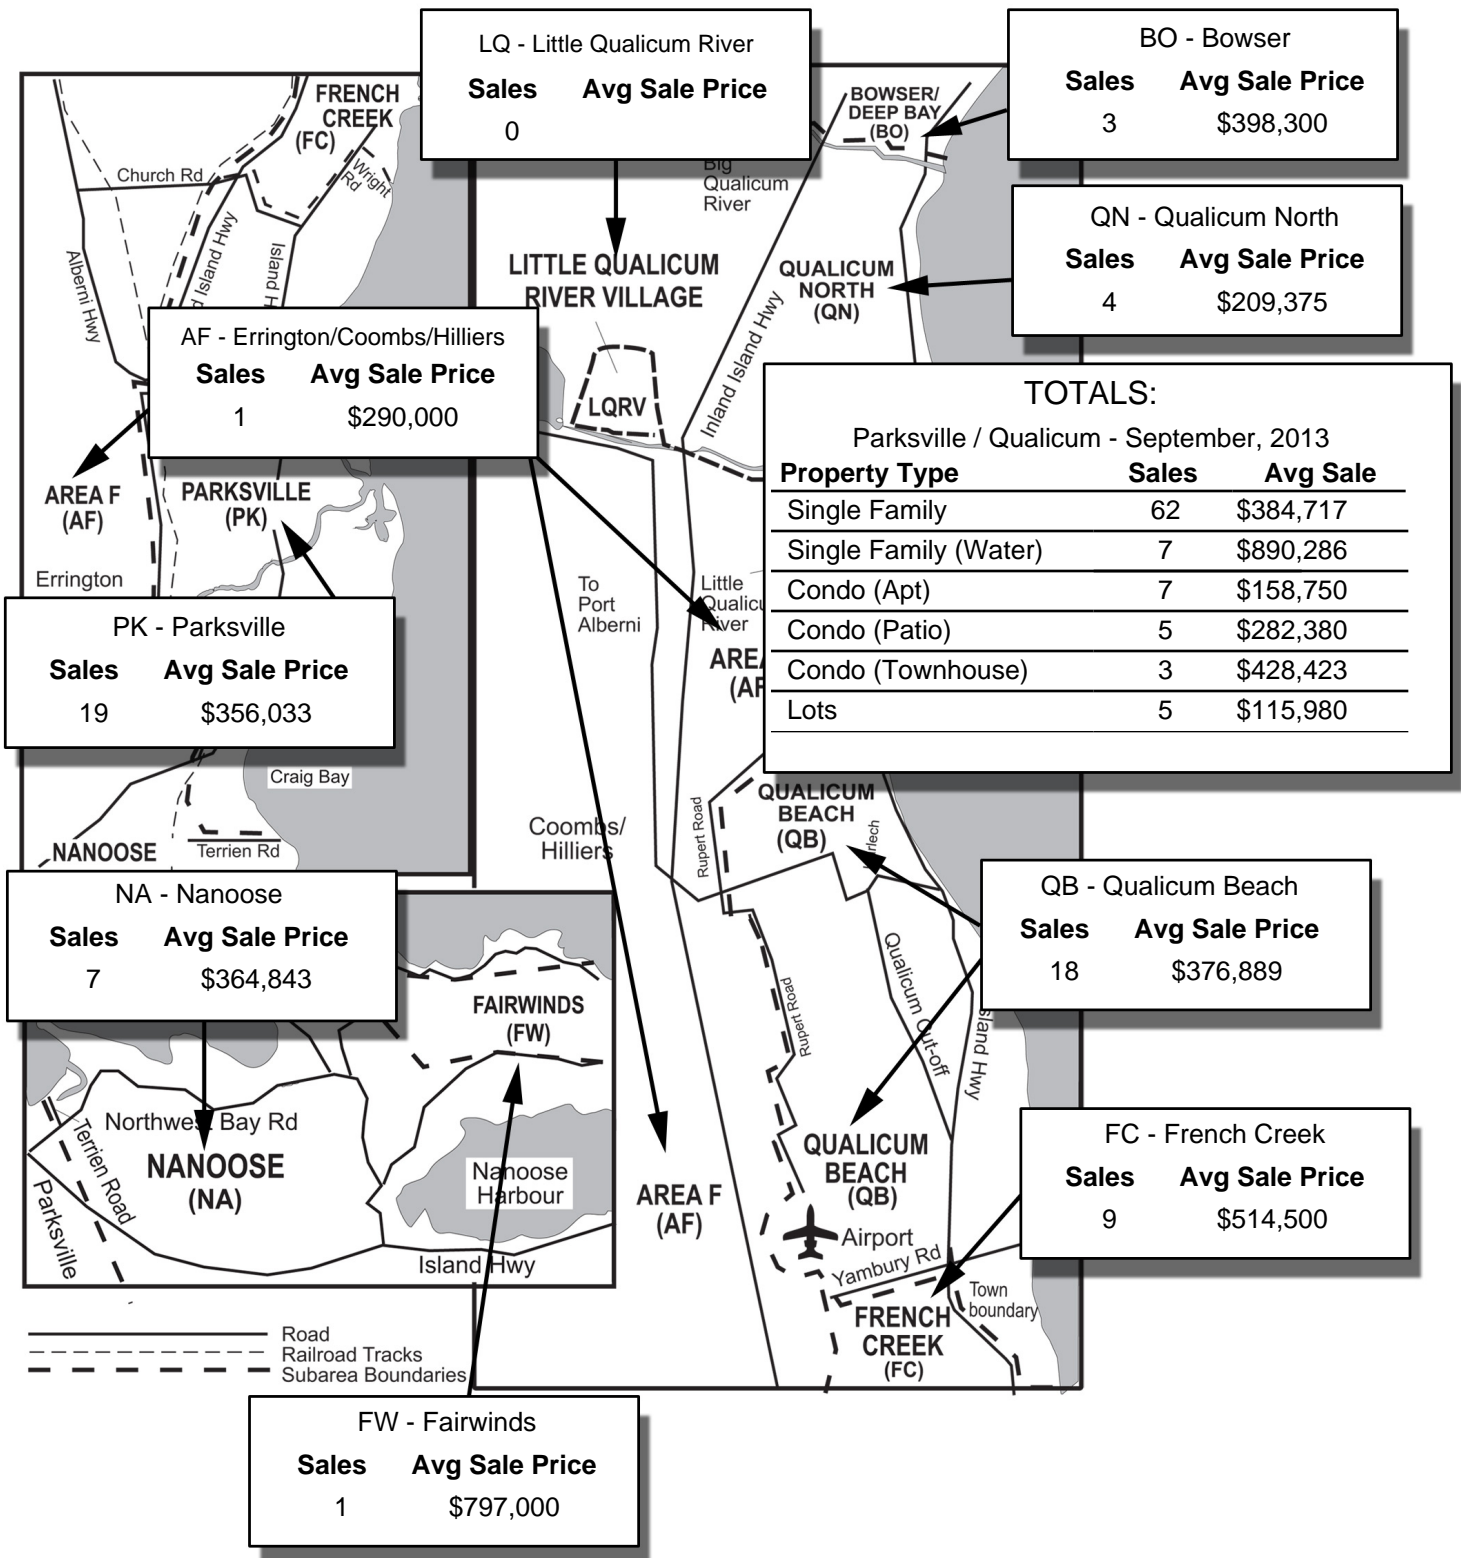 LQ - Little Qualicum River
Sales Avg Sale Price
0
BO - Bowser
Sales Avg Sale Price
3 $398,300
FRENCH
CREEK
(FC)
BOWSER/
DEEP BAY
(BO)
Church Rd
Wright
Rd
Big
Qualicum
River
QN - Qualicum North
Sales Avg Sale Price
4 $209,375
Alberni Hwy
Island Hwy
Island H
LITTLE QUALICUM
RIVER VILLAGE
QUALICUM
NORTH
(QN)
Inland Island Hwy
AF - Errington/Coombs/Hilliers
Sales Avg Sale Price
1 $290,000
LQRV
TOTALS:
Parksville / Qualicum - September, 2013
Property Type Sales Avg Sale
Single Family 62 $384,717
Single Family (Water) 7 $890,286
Condo (Apt) 7 $158,750
Condo (Patio) 5 $282,380
Condo (Townhouse) 3 $428,423
Lots 5 $115,980
AREA F
(AF)
PARKSVILLE
(PK)
Errington
To
Port
Alberni
Little
Qualicu
River
AREA
(AF
PK - Parksville
Sales Avg Sale Price
19 $356,033
Craig Bay
NANOOSE
Terrien Rd
Coombs/
Hilliers
Rupert Road
QUALICUM
BEACH
(QB)
NA - Nanoose
Sales Avg Sale Price
7 $364,843
QB - Qualicum Beach
Sales Avg Sale Price
18 $376,889
Qualicum Cut-off
Rupert Road
Island Hwy
FAIRWINDS
(FW)
Northwest Bay Rd
Terrien Road
Parksville
NANOOSE
(NA)
Nanoose
Harbour
Island Hwy
AREA F
(AF)
QUALICUM
BEACH
(QB)
Airport
Yambury Rd
FC - French Creek
Sales Avg Sale Price
9 $514,500
Town
boundary
FRENCH
CREEK
(FC)
Road
Railroad Tracks
Subarea Boundaries
FW - Fairwinds
Sales Avg Sale Price
1 $797,000